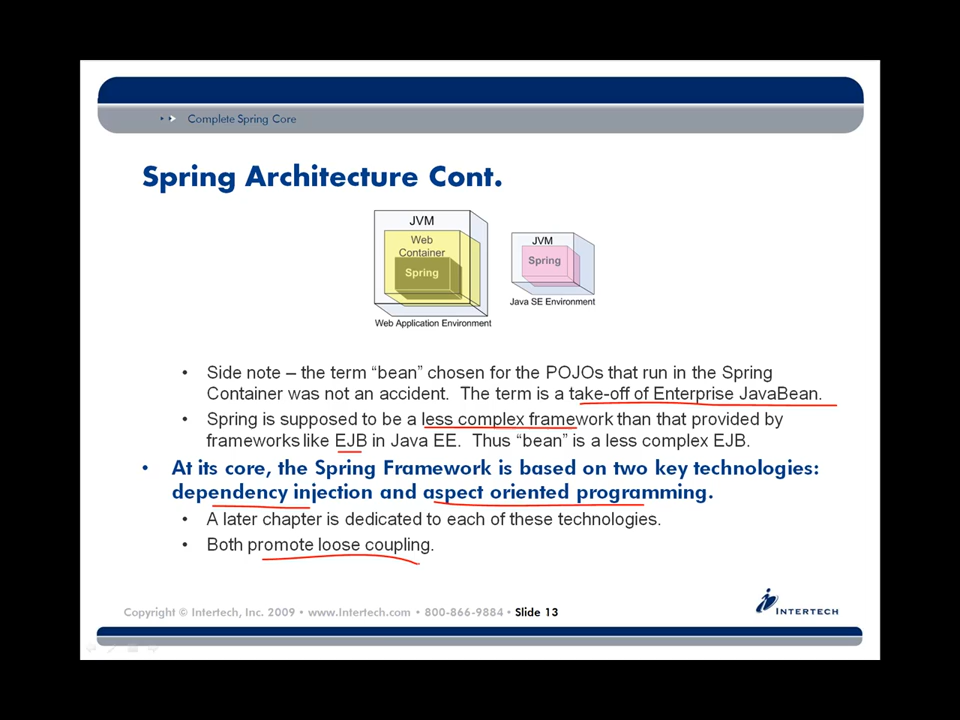 Complete Spring Core
Spring Architecture Cont.
JVM
Web
Container
Spring
Web Application Environment
JVM
Spring
Java SE Environment
• Side note – the term “bean” chosen for the POJOs that run in the Spring
Container was not an accident. The term is a take-off of Enterprise JavaBean.
• Spring is supposed to be a less complex framework than that provided by
frameworks like EJB in Java EE. Thus “bean” is a less complex EJB.
• At its core, the Spring Framework is based on two key technologies:
dependency injection and aspect oriented programming.
• A later chapter is dedicated to each of these technologies.
• Both promote loose coupling.
Copyright © Intertech, Inc. 2009 • www.Intertech.com • 800-866-9884 • Slide 13
INTERTECH